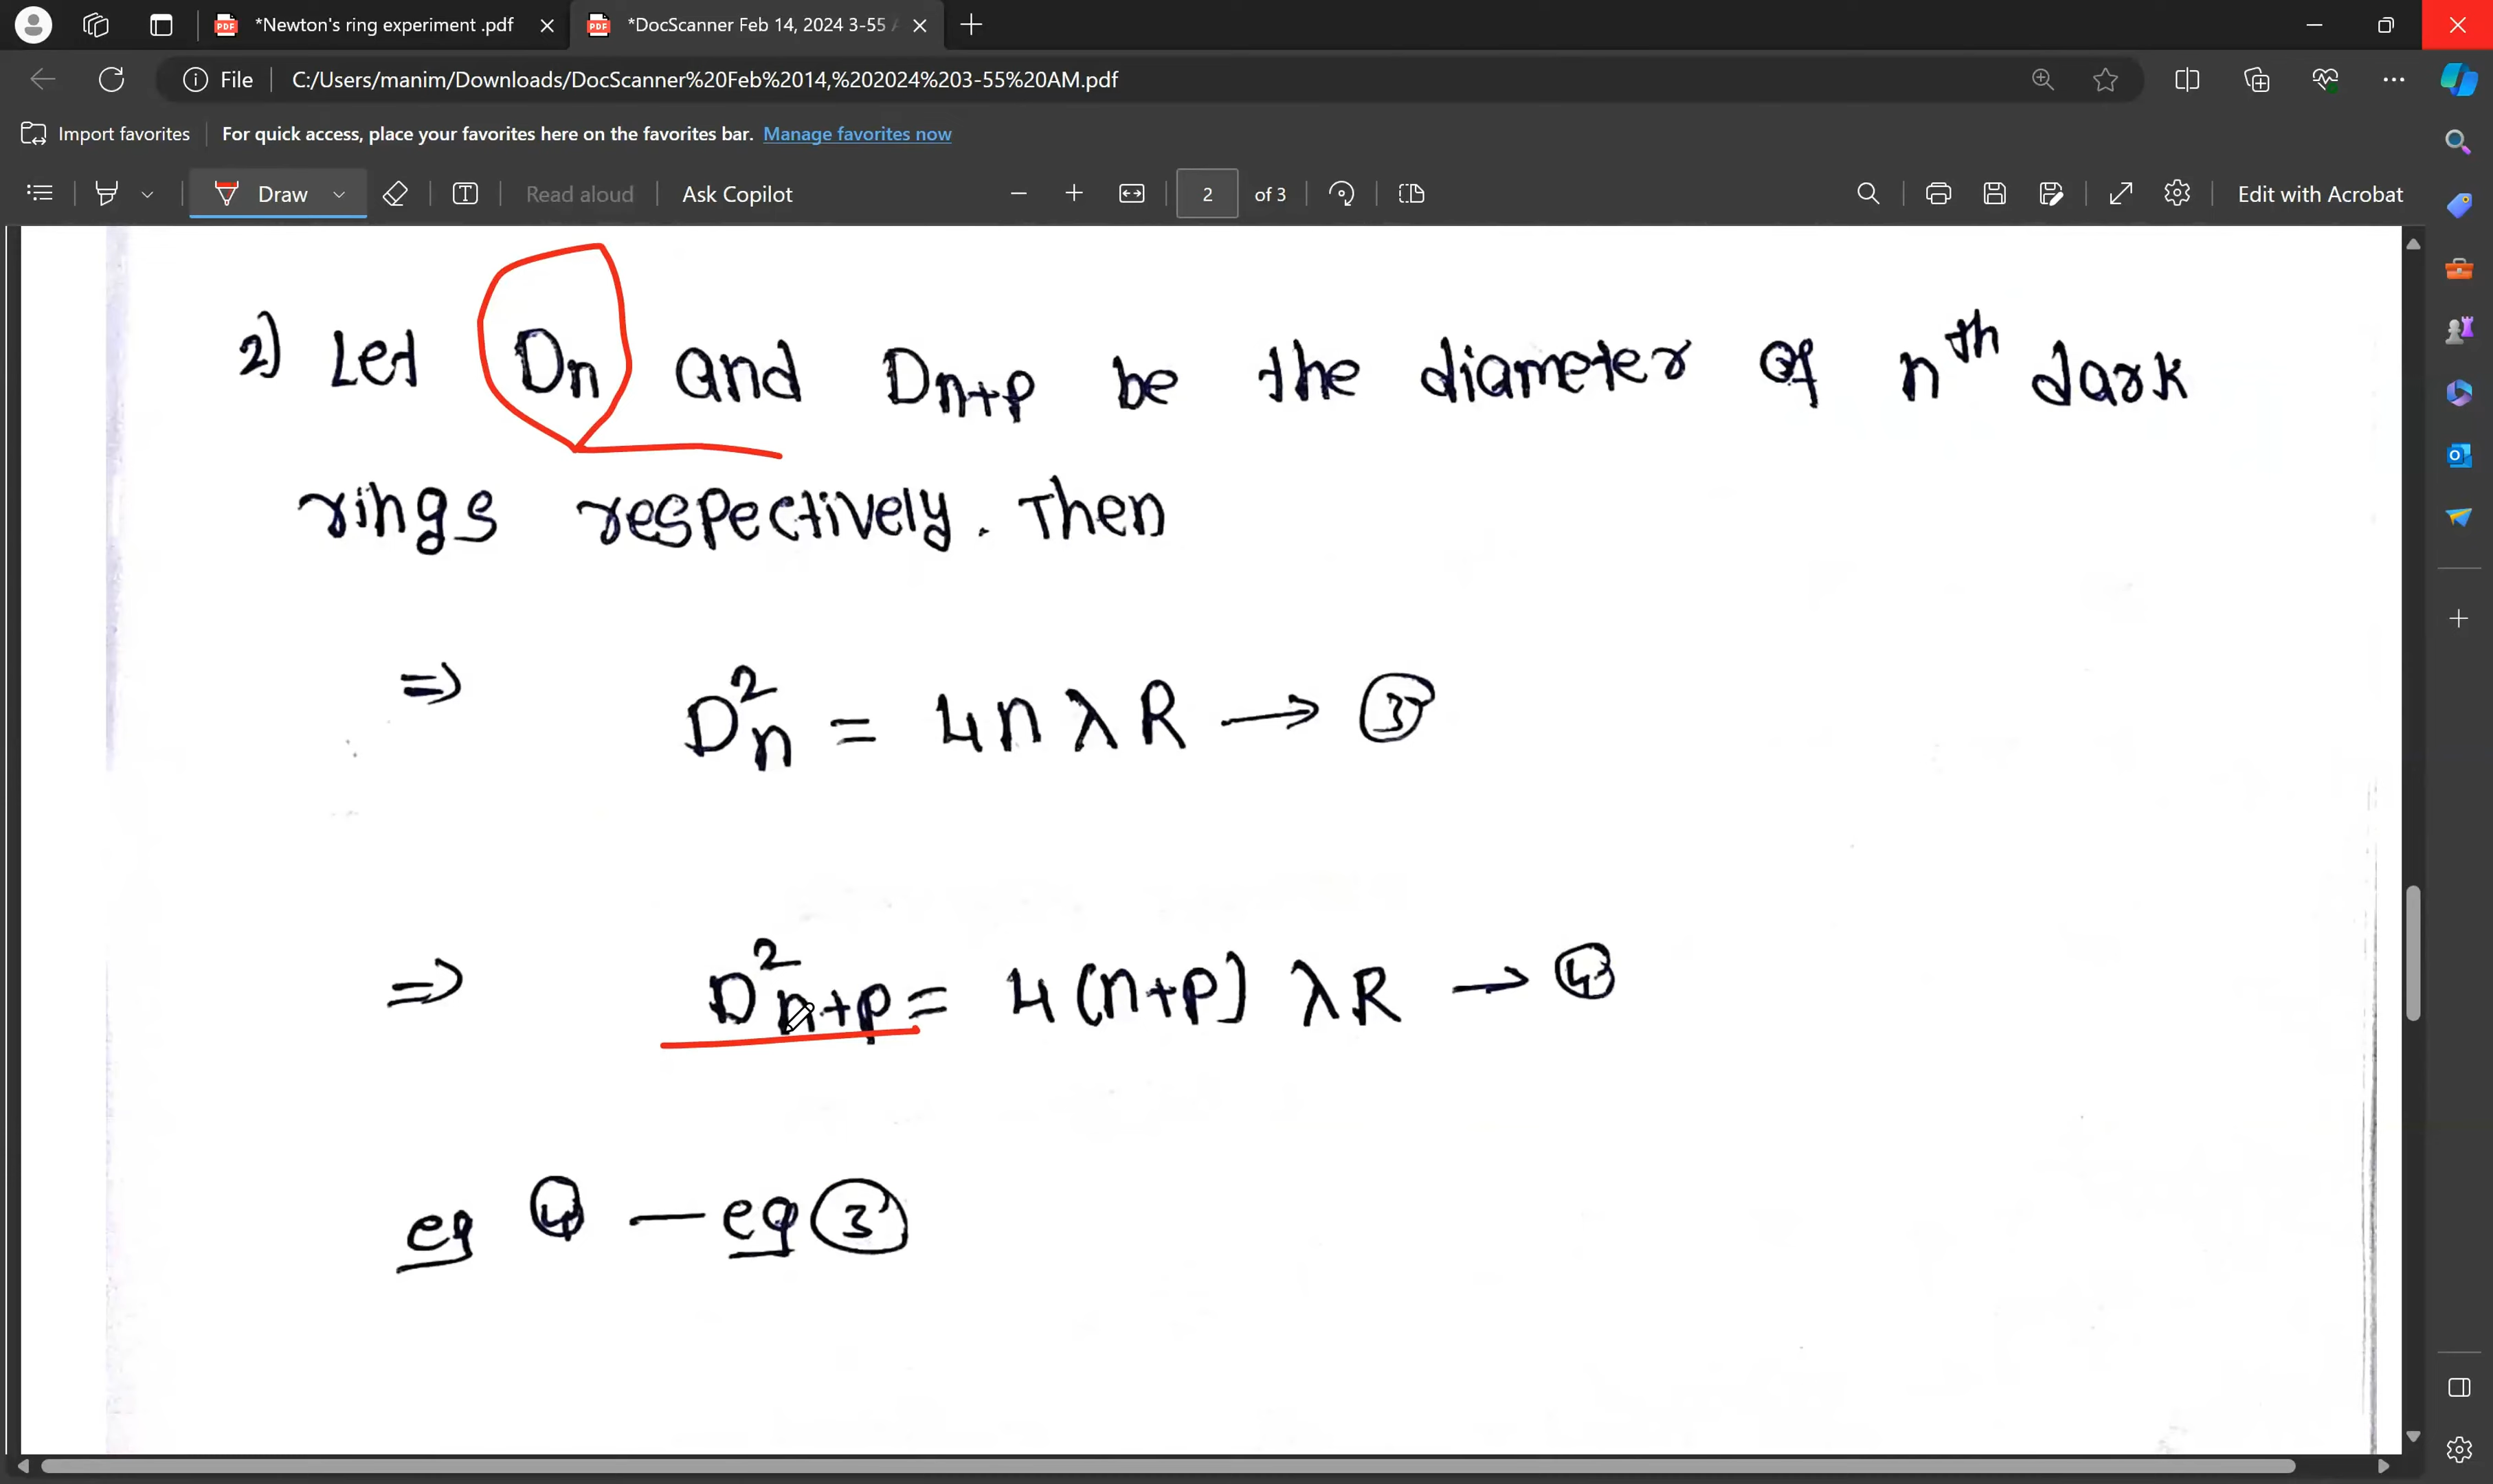 *Newton's ring experiment .pdf
*DocScanner Feb 14, 2024 3-55 A
File C:/Users/manim/Downloads/DocScanner%20Feb%2014,%202024%203-55%20AM.pdf
Import favorites For quick access, place your favorites here on the favorites bar. Manage favorites now
Draw Read aloud Ask Copilot 2 of 3 Edit with Acrobat
2) Let Dn and Dn+p be the diameter of nth dark
rings respectively. Then
⇒ D²n = 4nλR → ③
⇒ D²n+p = 4(n+p) λR → ④
eq ④ — eq ③